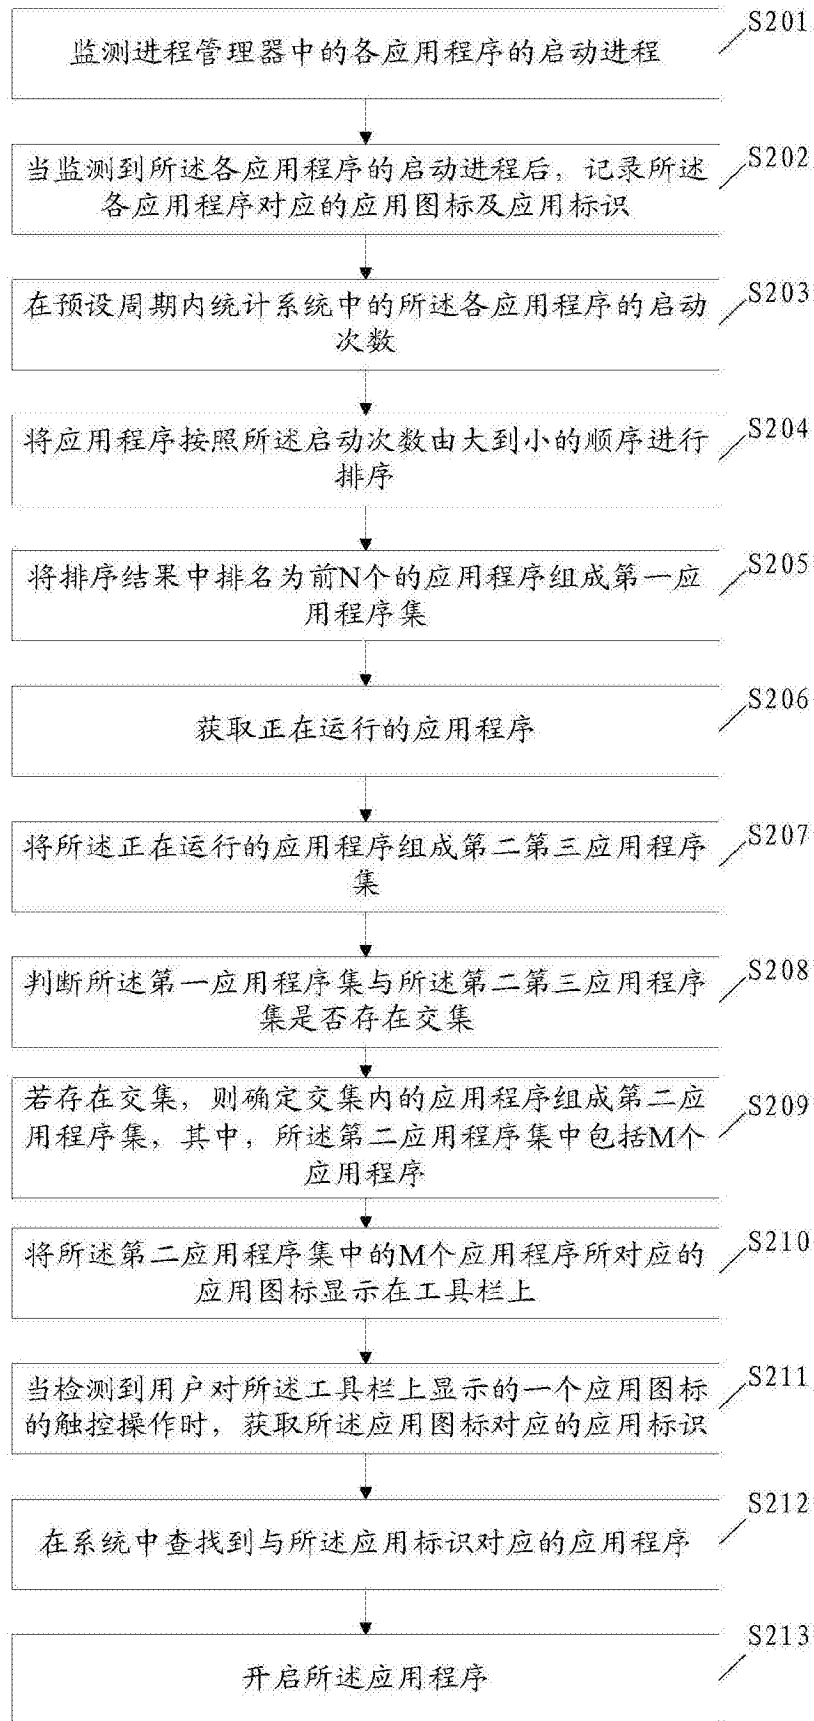 S201
监测进程管理器中的各应用程序的启动进程
S202
当监测到所述各应用程序的启动进程后，记录所述
各应用程序对应的应用图标及应用标识
S203
在预设周期内统计系统中的所述各应用程序的启动
次数
S204
将应用程序按照所述启动次数由大到小的顺序进行
排序
S205
将排序结果中排名为前N个的应用程序组成第一应
用程序集
S206
获取正在运行的应用程序
S207
将所述正在运行的应用程序组成第二第三应用程序
集
S208
判断所述第一应用程序集与所述第二第三应用程序
集是否存在交集
S209
若存在交集，则确定交集内的应用程序组成第二应
用程序集，其中，所述第二应用程序集中包括M个
应用程序
S210
将所述第二应用程序集中的M个应用程序所对应的
应用图标显示在工具栏上
S211
当检测到用户对所述工具栏上显示的一个应用图标
的触控操作时，获取所述应用图标对应的应用标识
S212
在系统中查找到与所述应用标识对应的应用程序
S213
开启所述应用程序